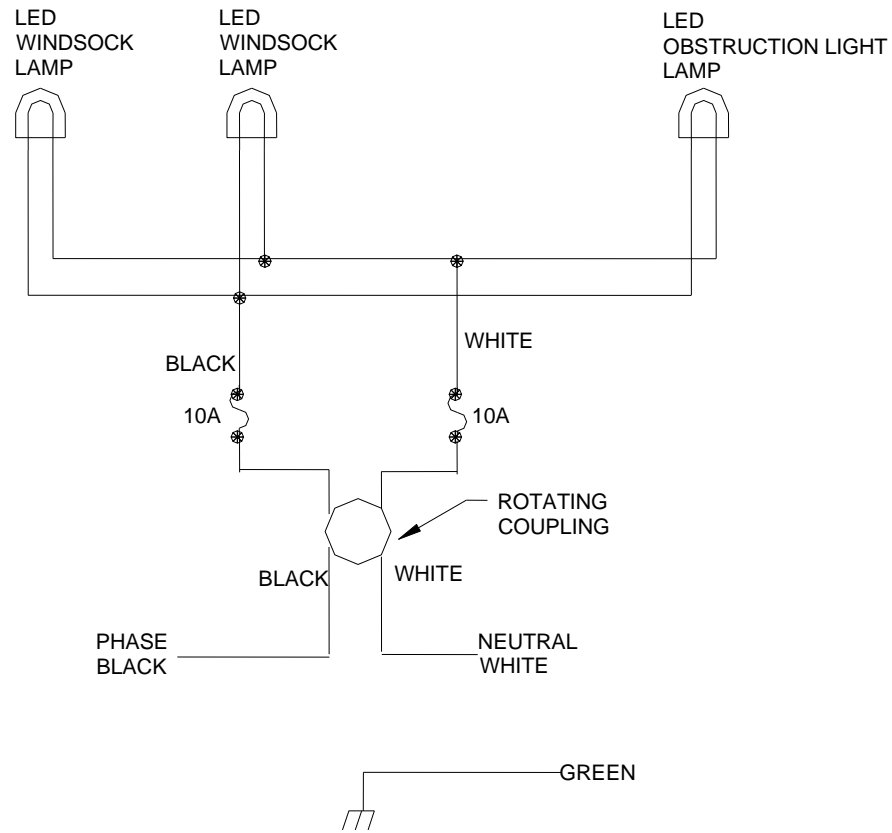 LED
WINDSOCK
LAMP
LED
WINDSOCK
LAMP
LED
OBSTRUCTION LIGHT
LAMP
BLACK
WHITE
10A
10A
ROTATING
COUPLING
BLACK
WHITE
PHASE
BLACK
NEUTRAL
WHITE
GREEN